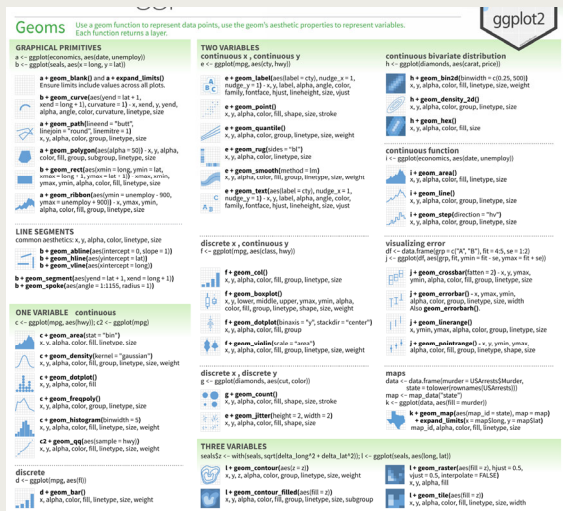 ggplot2
Geoms
Use a geom function to represent data points, use the geom's aesthetic properties to represent variables.
Each function returns a layer.
GRAPHICAL PRIMITIVES
a <- ggplot(economics, aes(date, unemploy))
b <- ggplot(seals, aes(x = long, y = lat))
a + geom_blank() and a + expand_limits()
Ensure limits include values across all plots.
b + geom_curve(aes(yend = lat + 1,
xend = long + 1), curvature = 1) - x, xend, y, yend,
alpha, angle, color, curvature, linetype, size
a + geom_path(lineend = "butt",
linejoin = "round", linemitre = 1)
x, y, alpha, color, group, linetype, size
a + geom_polygon(aes(alpha = 50)) - x, y, alpha,
color, fill, group, subgroup, linetype, size
b + geom_rect(aes(xmin = long, ymin = lat,
xmax = long + 1, ymax = lat + 1)) - xmax, xmin,
ymax, ymin, alpha, color, fill, linetype, size
a + geom_ribbon(aes(ymin = unemploy - 900,
ymax = unemploy + 900)) - x, ymax, ymin,
alpha, color, fill, group, linetype, size
LINE SEGMENTS
common aesthetics: x, y, alpha, color, linetype, size
b + geom_abline(aes(intercept = 0, slope = 1))
b + geom_hline(aes(yintercept = lat))
b + geom_vline(aes(xintercept = long))
b + geom_segment(aes(yend = lat + 1, xend = long + 1))
b + geom_spoke(aes(angle = 1:1155, radius = 1))
ONE VARIABLE continuous
c <- ggplot(mpg, aes(hwy)); c2 <- ggplot(mpg)
c + geom_area(stat = "bin")
x, y, alpha, color, fill, linetype, size
c + geom_density(kernel = "gaussian")
x, y, alpha, color, fill, group, linetype, size, weight
c + geom_dotplot()
x, y, alpha, color, fill
c + geom_freqpoly()
x, y, alpha, color, group, linetype, size
c + geom_histogram(binwidth = 5)
x, y, alpha, color, fill, linetype, size, weight
c2 + geom_qq(aes(sample = hwy))
x, y, alpha, color, fill, linetype, size, weight
discrete
d <- ggplot(mpg, aes(fl))
d + geom_bar()
x, alpha, color, fill, linetype, size, weight
TWO VARIABLES
continuous x , continuous y
e <- ggplot(mpg, aes(cty, hwy))
e + geom_label(aes(label = cty), nudge_x = 1,
nudge_y = 1) - x, y, label, alpha, angle, color,
family, fontface, hjust, lineheight, size, vjust
e + geom_point()
x, y, alpha, color, fill, shape, size, stroke
e + geom_quantile()
x, y, alpha, color, group, linetype, size, weight
e + geom_rug(sides = "bl")
x, y, alpha, color, linetype, size
e + geom_smooth(method = lm)
x, y, alpha, color, fill, group, linetype, size, weight
e + geom_text(aes(label = cty), nudge_x = 1,
nudge_y = 1) - x, y, label, alpha, angle, color,
family, fontface, hjust, lineheight, size, vjust
discrete x , continuous y
f <- ggplot(mpg, aes(class, hwy))
f + geom_col()
x, y, alpha, color, fill, group, linetype, size
f + geom_boxplot()
x, y, lower, middle, upper, ymax, ymin, alpha,
color, fill, group, linetype, shape, size, weight
f + geom_dotplot(binaxis = "y", stackdir = "center")
x, y, alpha, color, fill, group
f + geom_violin(scale = "area")
x, y, alpha, color, fill, group, linetype, size, weight
discrete x , discrete y
g <- ggplot(diamonds, aes(cut, color))
g + geom_count()
x, y, alpha, color, fill, shape, size, stroke
e + geom_jitter(height = 2, width = 2)
x, y, alpha, color, fill, shape, size
continuous bivariate distribution
h <- ggplot(diamonds, aes(carat, price))
h + geom_bin2d(binwidth = c(0.25, 500))
x, y, alpha, color, fill, linetype, size, weight
h + geom_density_2d()
x, y, alpha, color, group, linetype, size
h + geom_hex()
x, y, alpha, color, fill, size
continuous function
i <- ggplot(economics, aes(date, unemploy))
i + geom_area()
x, y, alpha, color, fill, linetype, size
i + geom_line()
x, y, alpha, color, group, linetype, size
i + geom_step(direction = "hv")
x, y, alpha, color, group, linetype, size
visualizing error
df <- data.frame(grp = c("A", "B"), fit = 4:5, se = 1:2)
j <- ggplot(df, aes(grp, fit, ymin = fit - se, ymax = fit + se))
j + geom_crossbar(fatten = 2) - x, y, ymax,
ymin, alpha, color, fill, group, linetype, size
j + geom_errorbar() - x, ymax, ymin,
alpha, color, group, linetype, size, width
Also geom_errorbarh().
j + geom_linerange()
x, ymin, ymax, alpha, color, group, linetype, size
j + geom_pointrange() - x, y, ymin, ymax,
alpha, color, fill, group, linetype, shape, size
maps
data <- data.frame(murder = USArrests$Murder,
state = tolower(rownames(USArrests)))
map <- map_data("state")
k <- ggplot(data, aes(fill = murder))
k + geom_map(aes(map_id = state), map = map)
+ expand_limits(x = map$long, y = map$lat)
map_id, alpha, color, fill, linetype, size
THREE VARIABLES
seals$z <- with(seals, sqrt(delta_long^2 + delta_lat^2)); l <- ggplot(seals, aes(long, lat))
l + geom_contour(aes(z = z))
x, y, z, alpha, color, group, linetype, size, weight
l + geom_contour_filled(aes(fill = z))
x, y, alpha, color, fill, group, linetype, size, subgroup
l + geom_raster(aes(fill = z), hjust = 0.5,
vjust = 0.5, interpolate = FALSE)
x, y, alpha, fill
l + geom_tile(aes(fill = z))
x, y, alpha, color, fill, linetype, size, width